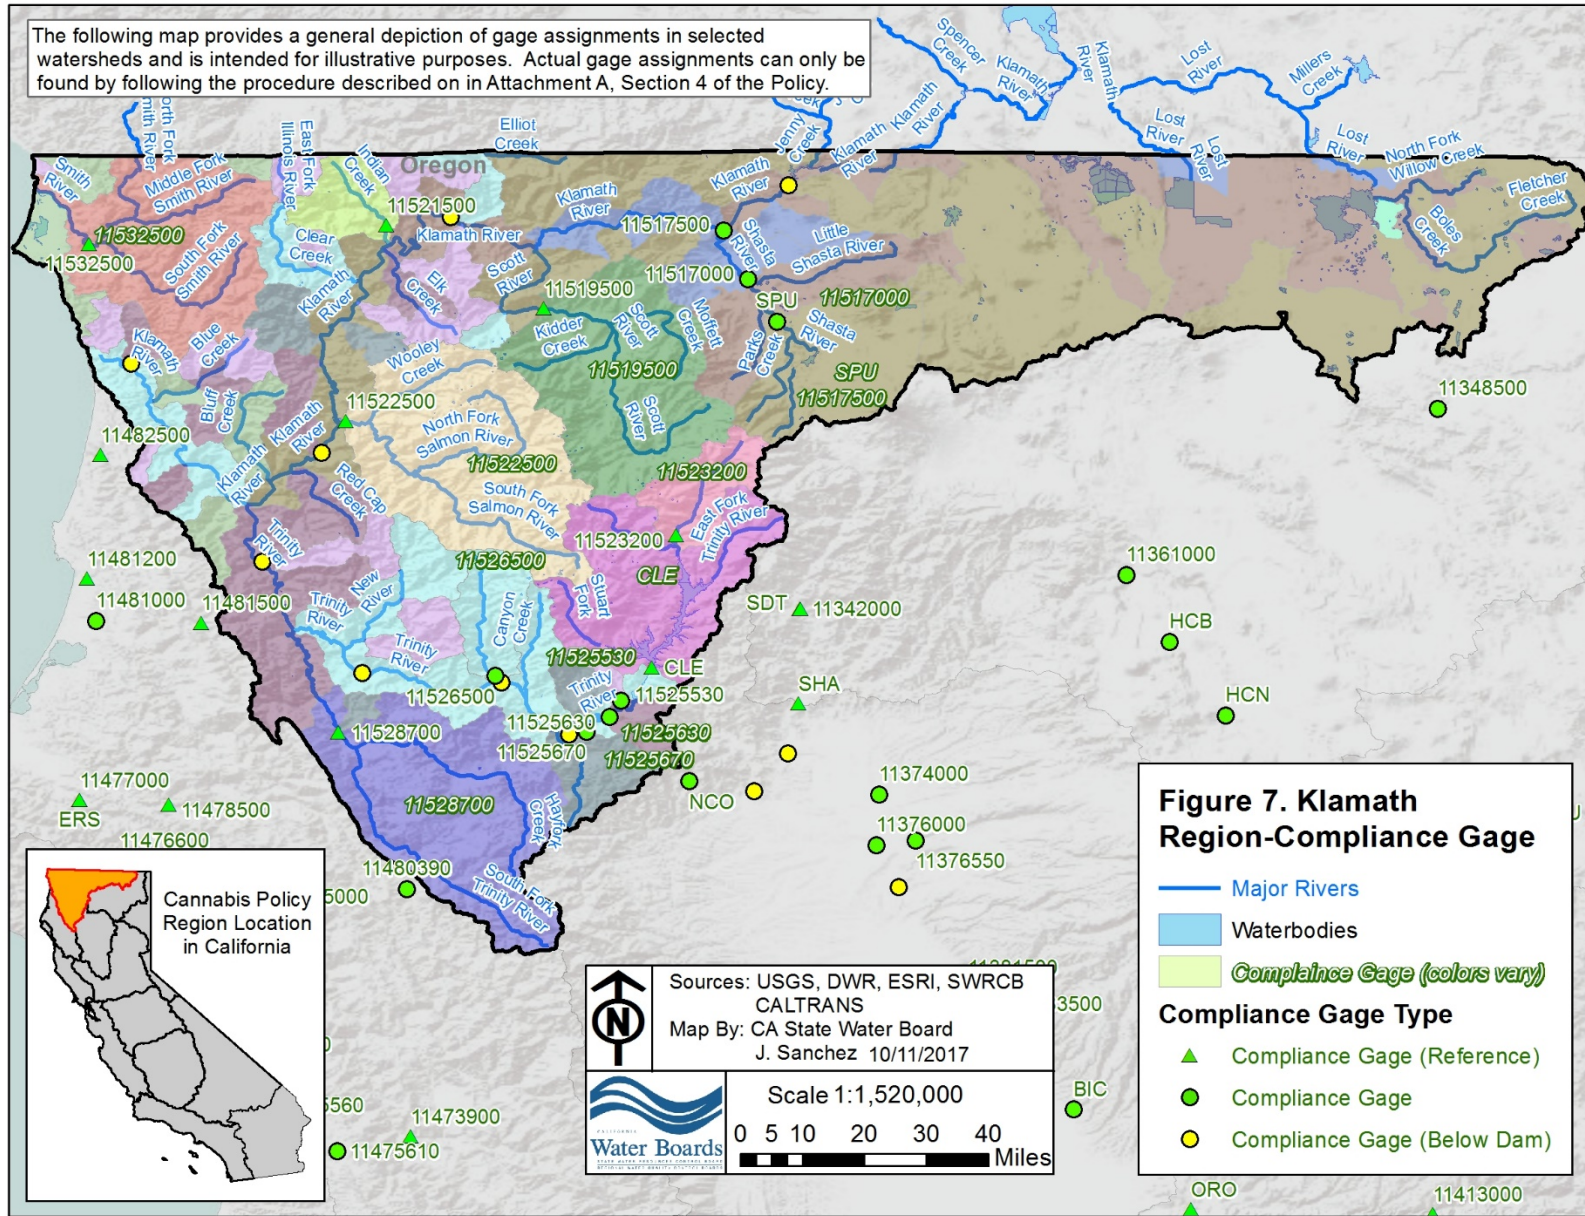 The following map provides a general depiction of gage assignments in selected
watersheds and is intended for illustrative purposes. Actual gage assignments can only be
found by following the procedure described on in Attachment A, Section 4 of the Policy.
Spencer
Creek
Klamath
River
Klamath
River
Lost
River
Millers
Creek
North Fork
Smith River
Smith
River
Middle Fork
Smith River
East Fork
Illinois River
Indian
Creek
Oregon
Elliot
Creek
Jenny
Creek
Klamath
River
Klamath
River
Klamath
River
Lost
River
Lost
River
North Fork
Willow Creek
Fletcher
Creek
Boles
Creek
11532500
11532500
South Fork
Smith River
Clear
Creek
11521500
Klamath River
Klamath
River
11517500
Shasta
River
Little
Shasta River
11517000
11517000
Klamath
River
Elk
Creek
Scott
River
11519500
Kidder
Creek
Scott
River
Moffett
Creek
SPU
Shasta
River
Parks
Creek
11519500
SPU
11517500
Scott
River
Klamath
River
Blue
Creek
Bluff
Creek
Wooley
Creek
11522500
North Fork
Salmon River
11522500
South Fork
Salmon River
11523200
11348500
11482500
Klamath
River
Klamath
River
Red Cap
Creek
Trinity
River
11523200
East Fork
Trinity River
CLE
11526500
Stuart
Fork
11481200
11481000
11481500
Trinity
River
New
River
Canyon
Creek
SDT
11342000
11361000
HCB
HCN
Trinity
River
11525530
CLE
SHA
11526500
Trinity
River
11525530
11525630
11525630
11525670
11525670
11528700
11528700
Hayfork
Creek
NCO
11374000
11376000
11376550
11477000
ERS
11478500
11476600
11480390
South Fork
Trinity River
5000
Cannabis Policy
Region Location
in California
Figure 7. Klamath
Region-Compliance Gage
Major Rivers
Waterbodies
Complaince Gage (colors vary)
Compliance Gage Type
Compliance Gage (Reference)
Compliance Gage
Compliance Gage (Below Dam)
N
Sources: USGS, DWR, ESRI, SWRCB
CALTRANS
Map By: CA State Water Board
J. Sanchez 10/11/2017
3500
CALIFORNIA
Water Boards
Scale 1:1,520,000
0 5 10 20 30 40
Miles
5560
11473900
11475610
BIC
ORO
11413000